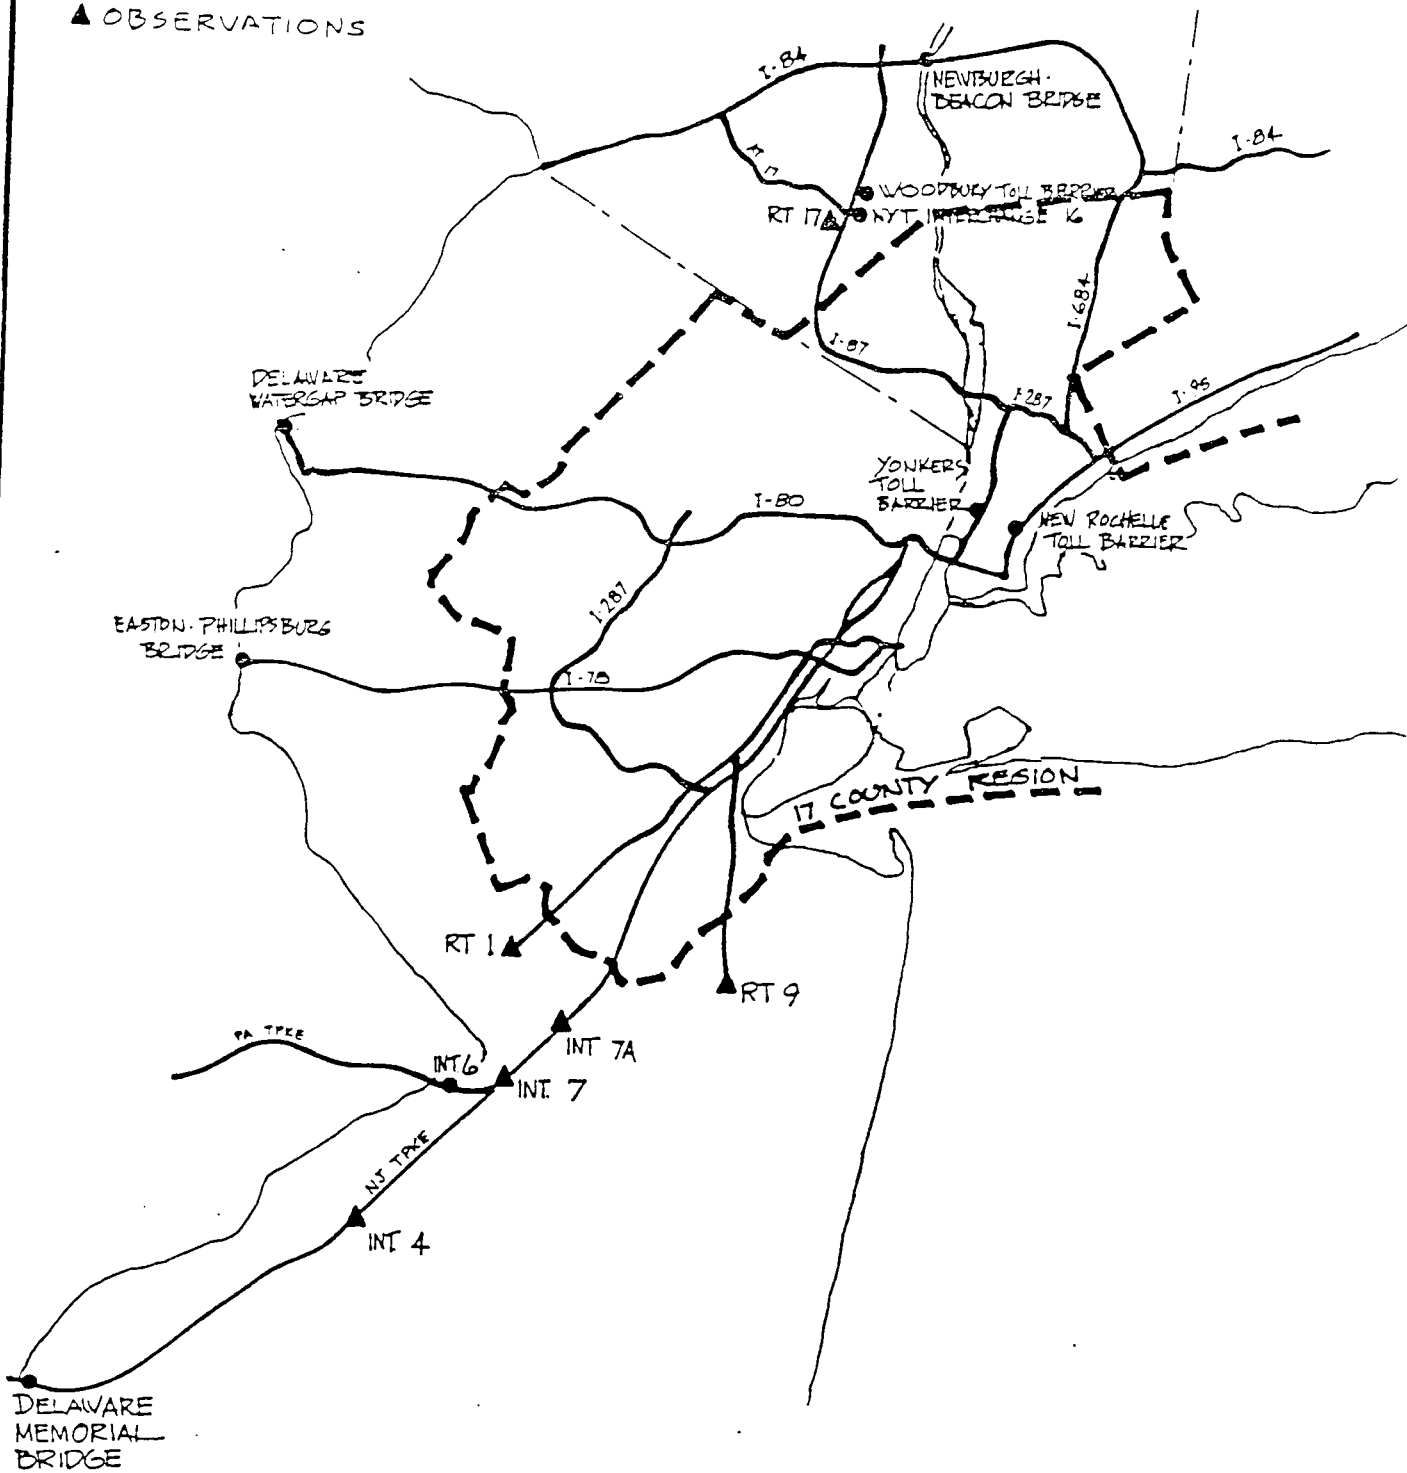 ▲ OBSERVATIONS
I-84
NEWBURGH-
BEACON BRIDGE
I-84
RT 17
WOODBURY TOLL BARRIER
RT 17
NYT INTERCHANGE 16
I-684
I-87
DELAWARE
WATERGAP BRIDGE
I-287
I-95
YONKERS
TOLL
BARRIER
I-80
NEW ROCHELLE
TOLL BARRIER
I-287
EASTON-PHILLIPSBURG
BRIDGE
I-78
17 COUNTY REGION
RT 1
RT 9
PA TPKE
INT 7A
INT 6
INT. 7
NJ TPKE
INT. 4
DELAWARE
MEMORIAL
BRIDGE